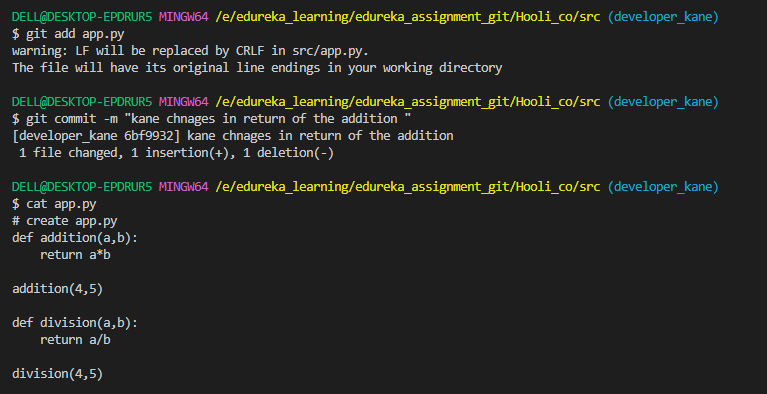 DELL@DESKTOP-EPDRUR5 MINGW64 /e/edureka_learning/edureka_assignment_git/Hooli_co/src (developer_kane)
$ git add app.py
warning: LF will be replaced by CRLF in src/app.py.
The file will have its original line endings in your working directory
DELL@DESKTOP-EPDRUR5 MINGW64 /e/edureka_learning/edureka_assignment_git/Hooli_co/src (developer_kane)
$ git commit -m "kane chnages in return of the addition "
[developer_kane 6bf9932] kane chnages in return of the addition
 1 file changed, 1 insertion(+), 1 deletion(-)
DELL@DESKTOP-EPDRUR5 MINGW64 /e/edureka_learning/edureka_assignment_git/Hooli_co/src (developer_kane)
$ cat app.py
# create app.py
def addition(a,b):
    return a*b
addition(4,5)
def division(a,b):
    return a/b
division(4,5)